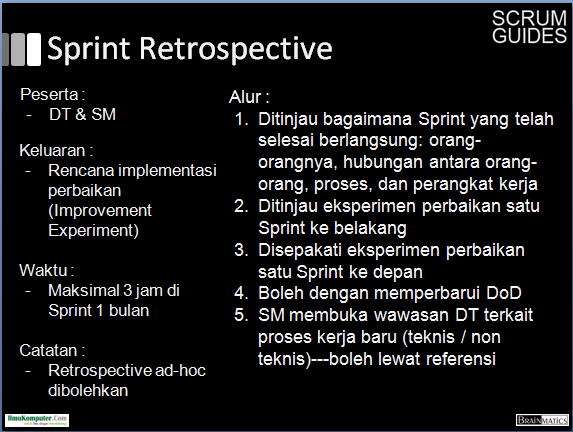 SCRUM
GUIDES
Sprint Retrospective
Peserta :
- DT & SM
Keluaran :
- Rencana implementasi
perbaikan
(Improvement
Experiment)
Waktu :
- Maksimal 3 jam di
Sprint 1 bulan
Catatan :
- Retrospective ad-hoc
dibolehkan
Alur :
1. Ditinjau bagaimana Sprint yang telah
selesai berlangsung: orang-
orangnya, hubungan antara orang-
orang, proses, dan perangkat kerja
2. Ditinjau eksperimen perbaikan satu
Sprint ke belakang
3. Disepakati eksperimen perbaikan
satu Sprint ke depan
4. Boleh dengan memperbarui DoD
5. SM membuka wawasan DT terkait
proses kerja baru (teknis / non
teknis)---boleh lewat referensi
IlmuKomputer.Com
BRAINMATICS